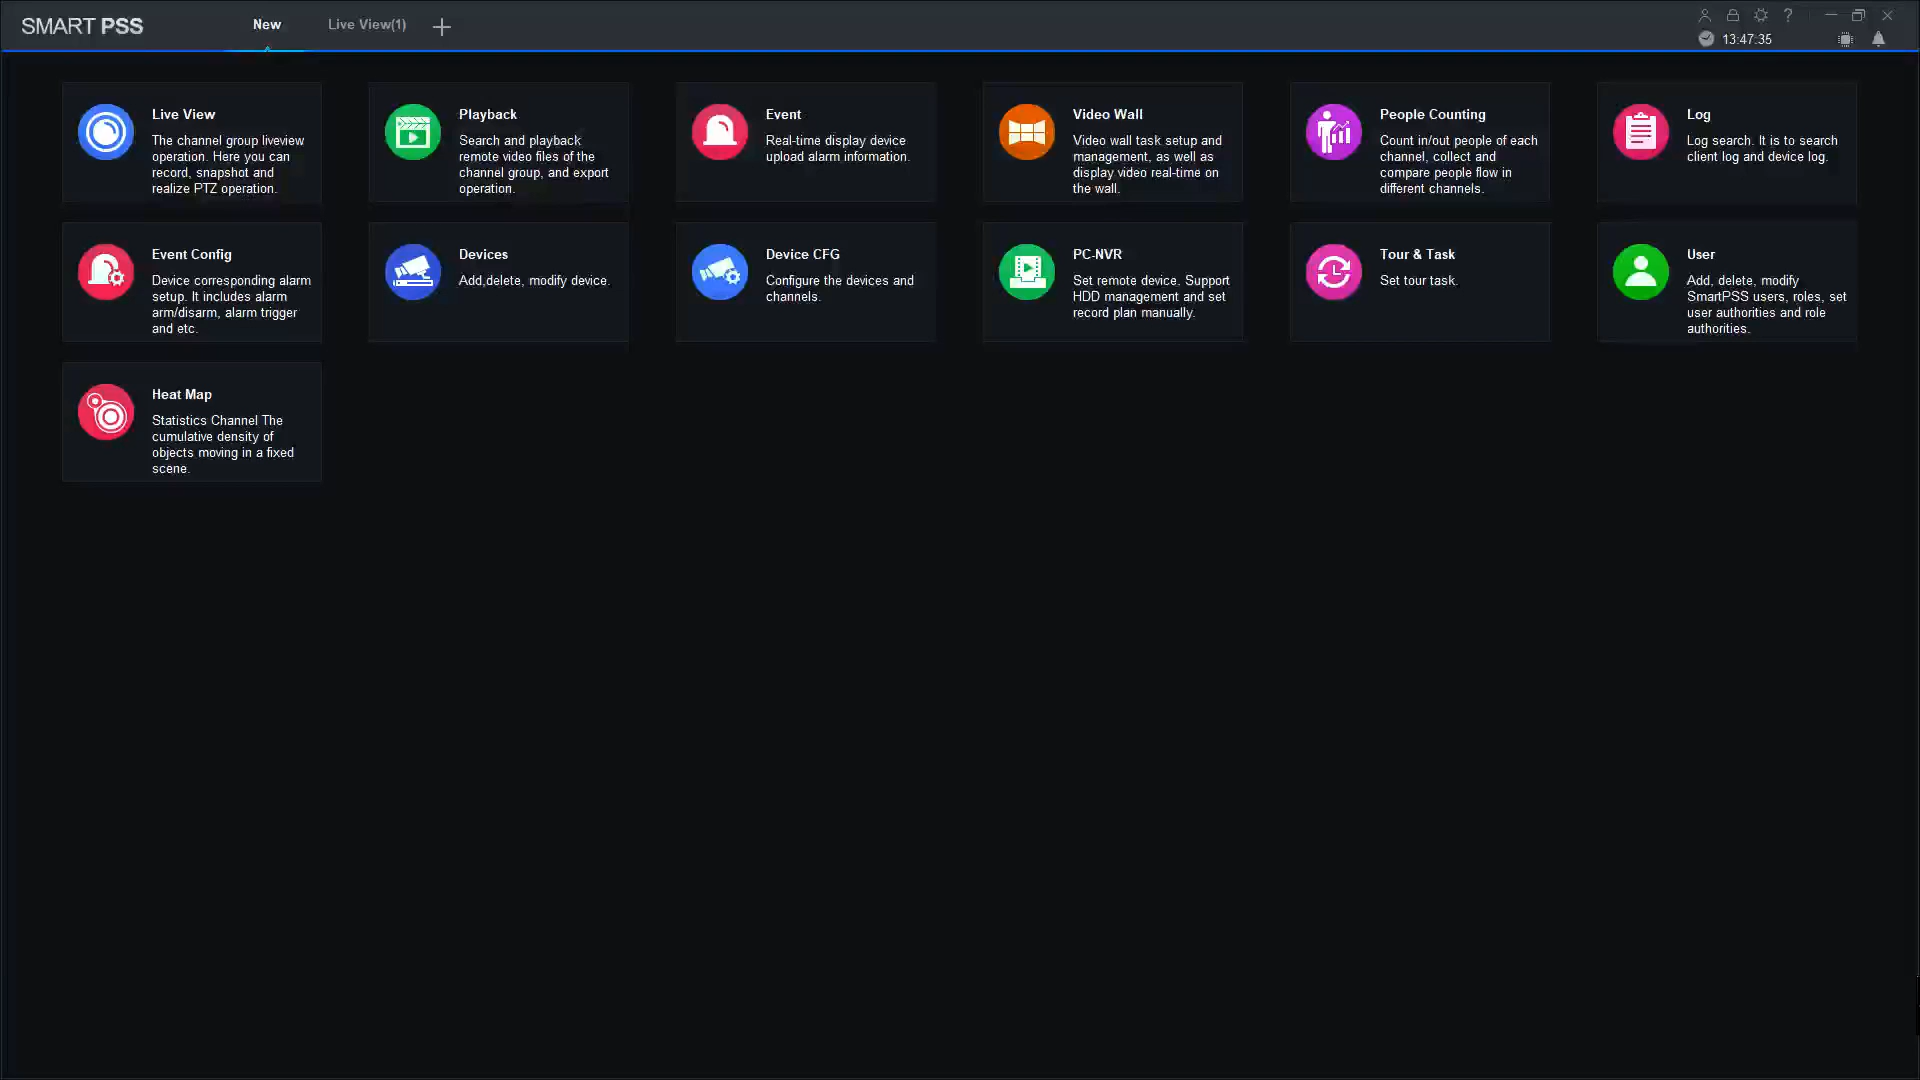 SMART PSS
New
Live View(1)
?
13:47:35
Live View
The channel group liveview
operation. Here you can
record, snapshot and
realize PTZ operation.
Playback
Search and playback
remote video files of the
channel group, and export
operation.
Event
Real-time display device
upload alarm information.
Video Wall
Video wall task setup and
management, as well as
display video real-time on
the wall.
People Counting
Count in/out people of each
channel, collect and
compare people flow in
different channels.
Log
Log search. It is to search
client log and device log.
Event Config
Device corresponding alarm
setup. It includes alarm
arm/disarm, alarm trigger
and etc.
Devices
Add,delete, modify device.
Device CFG
Configure the devices and
channels.
PC-NVR
Set remote device. Support
HDD management and set
record plan manually.
Tour & Task
Set tour task.
User
Add, delete, modify
SmartPSS users, roles, set
user authorities and role
authorities.
Heat Map
Statistics Channel The
cumulative density of
objects moving in a fixed
scene.